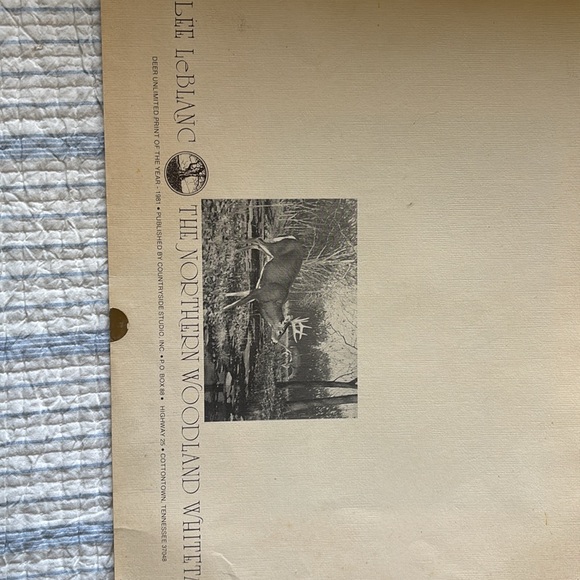 LEE LeBLANC THE NORTHERN WOODLAND WHITETA
DEER UNLIMITED PRINT OF THE YEAR - 1981 • PUBLISHED BY COUNTRYSIDE STUDIO, INC. • P.O. BOX 88 • HIGHWAY 25 • COTTONTOWN, TENNESSEE 37048